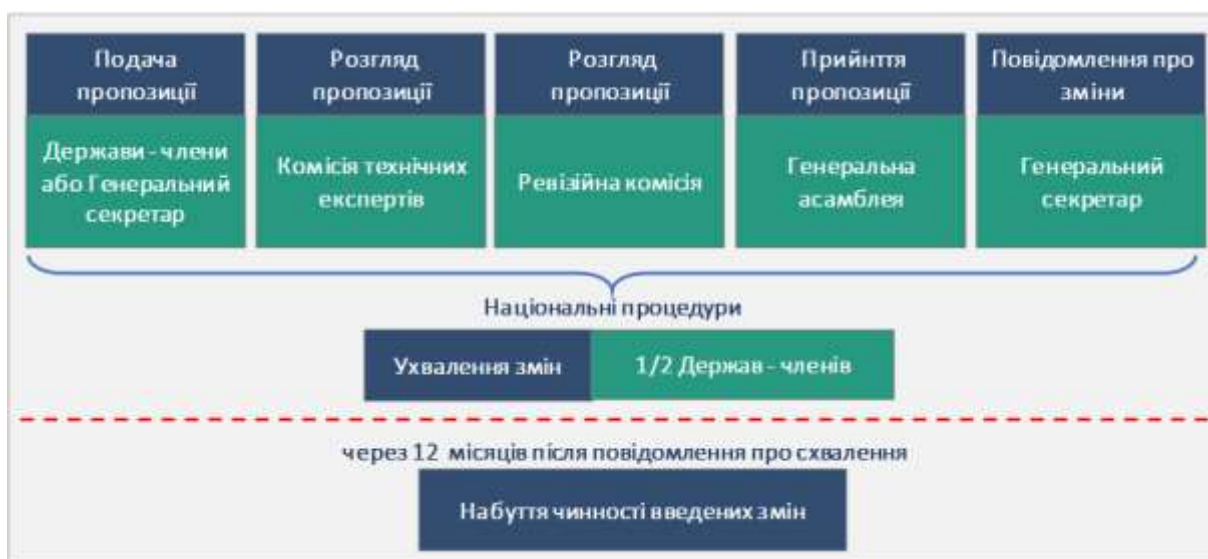 Подача
пропозиції
Держави - члени
або Генеральний
секретар
Розгляд
пропозиції
Комісія технічних
експертів
Розгляд
пропозиції
Ревізійна комісія
Прийнття
пропозиції
Генеральна
асамблея
Повідомлення про
зміни
Генеральний
секретар
Національні процедури
Ухвалення змін
1/2 Держав - членів
через 12 місяців після повідомлення про схвалення
Набуття чинності введених змін